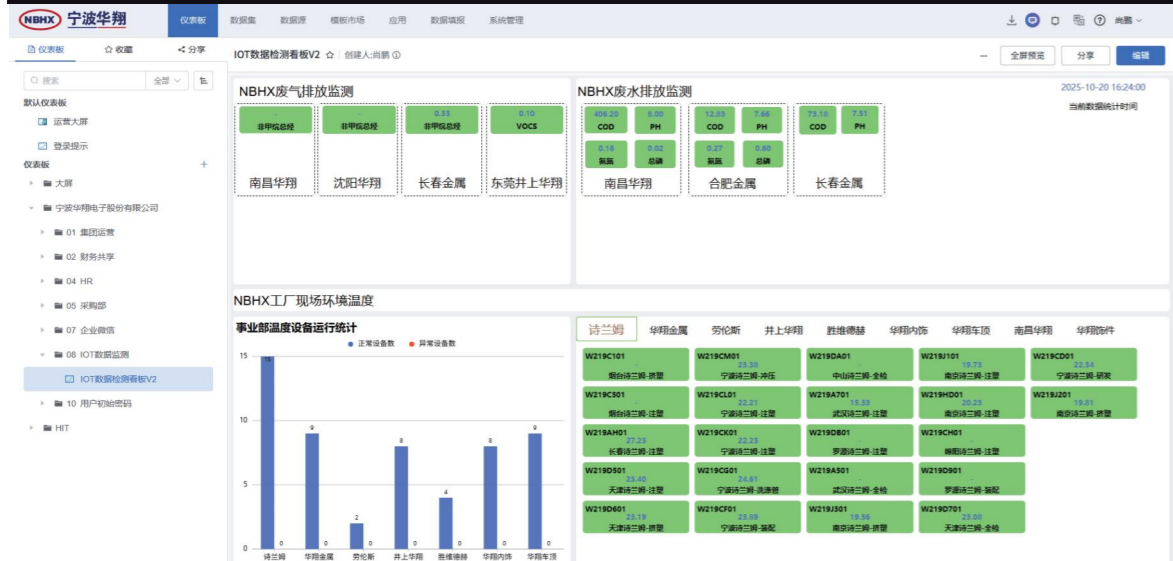 NBHX 宁波华翔
仪表板 数据集 数据源 模板市场 应用 数据填报 系统管理
尚鹏
仪表板 收藏 分享
搜索 全部
默认仪表板
运营大屏
登录提示
仪表板
大屏
宁波华翔电子股份有限公司
01 集团运营
02 财务共享
04 HR
05 采购部
07 企业微信
08 IOT数据监测
IOT数据检测看板V2
10 用户初始密码
HIT
IOT数据检测看板V2 创建人:尚鹏
全屏预览 分享 编辑
NBHX废气排放监测
- - 0.33 0.10
非甲烷总烃 非甲烷总烃 非甲烷总烃 VOCS
南昌华翔 沈阳华翔 长春金属 东莞井上华翔
NBHX废水排放监测
406.20 6.00 12.83 7.66 73.10 7.51
COD PH COD PH COD PH
0.16 0.02 0.27 0.60
氨氮 总磷 氨氮 总磷
南昌华翔 合肥金属 长春金属
2025-10-20 16:24:00
当前数据统计时间
NBHX工厂现场环境温度
事业部温度设备运行统计
正常设备数 异常设备数
15
10
5
0
15 9 2 8 4 8 9
0 0 0 0 0 0 0
诗兰姆 华翔金属 劳伦斯 井上华翔 胜维德赫 华翔内饰 华翔车顶
诗兰姆 华翔金属 劳伦斯 井上华翔 胜维德赫 华翔内饰 华翔车顶 南昌华翔 华翔饰件
W219C101 W219CM01 W219DA01 W219J101 W219CD01
- 23.30 - 19.73 22.34
烟台诗兰姆-挤塑 宁波诗兰姆-冲压 中山诗兰姆-全检 南京诗兰姆-注塑 宁波诗兰姆-研发
W219C501 W219CL01 W219A701 W219HD01 W219J201
- 22.21 15.33 20.23 19.81
烟台诗兰姆-注塑 宁波诗兰姆-注塑 武汉诗兰姆-注塑 南京诗兰姆-注塑 南京诗兰姆-挤塑
W219AH01 W219CK01 W219DB01 W219CH01
27.23 22.23 - -
长春诗兰姆-注塑 宁波诗兰姆-注塑 罗源诗兰姆-注塑 绵阳诗兰姆-注塑
W219D501 W219CG01 W219A501 W219D901
23.40 24.61 - -
天津诗兰姆-注塑 宁波诗兰姆-洗涤管 武汉诗兰姆-全检 罗源诗兰姆-装配
W219D601 W219CF01 W219J301 W219D701
23.19 23.89 19.56 23.00
天津诗兰姆-挤塑 宁波诗兰姆-装配 南京诗兰姆-挤塑 天津诗兰姆-全检